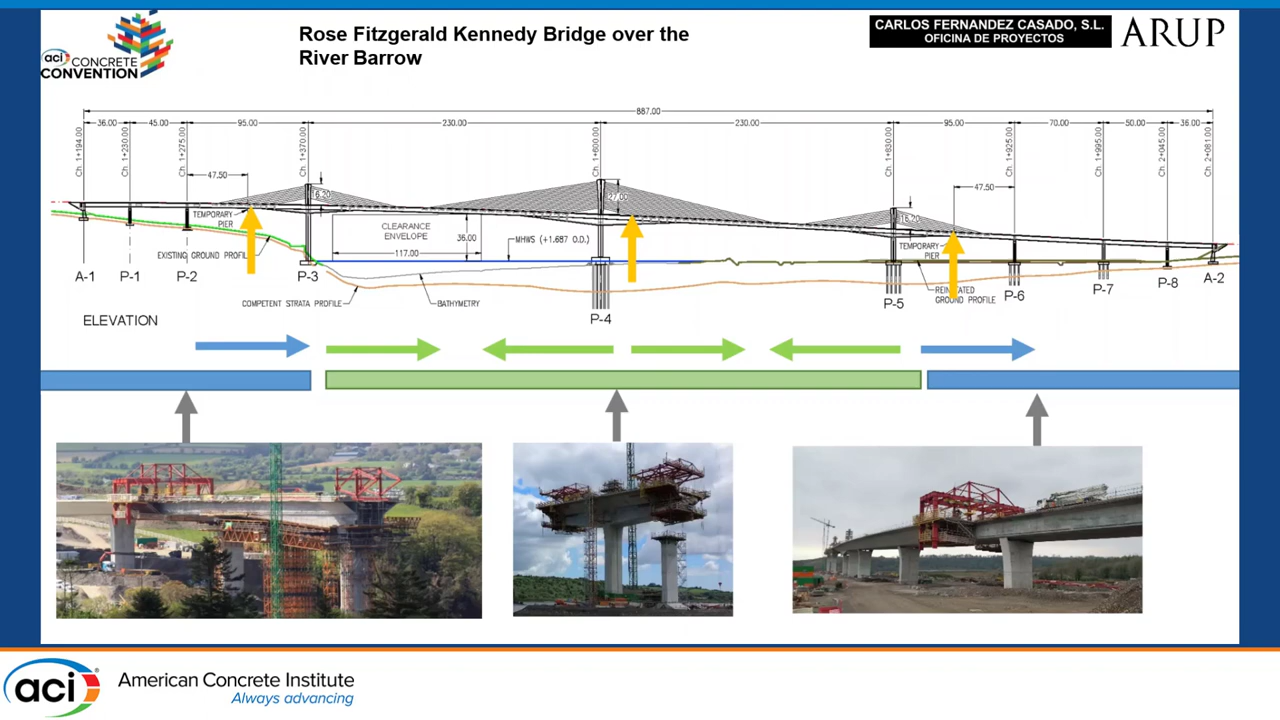 aci CONCRETE
CONVENTION
Rose Fitzgerald Kennedy Bridge over the
River Barrow
CARLOS FERNANDEZ CASADO, S.L.
OFICINA DE PROYECTOS
ARUP
887.00
36.00
45.00
95.00
230.00
230.00
95.00
70.00
50.00
36.00
Ch. 1+194.00
Ch. 1+230.00
Ch. 1+275.00
Ch. 1+370.00
Ch. 1+600.00
Ch. 1+830.00
Ch. 1+925.00
Ch. 1+995.00
Ch. 2+045.00
Ch. 2+081.00
47.50
16.20
27.00
16.20
47.50
TEMPORARY
PIER
CLEARANCE
ENVELOPE
36.00
117.00
MHWS (+1.687 O.D.)
TEMPORARY
PIER
EXISTING GROUND PROFILE
A-1
P-1
P-2
P-3
P-4
P-5
P-6
P-7
P-8
A-2
COMPETENT STRATA PROFILE
BATHYMETRY
GROUND PROFILE
ELEVATION
aci
®
American Concrete Institute
Always advancing